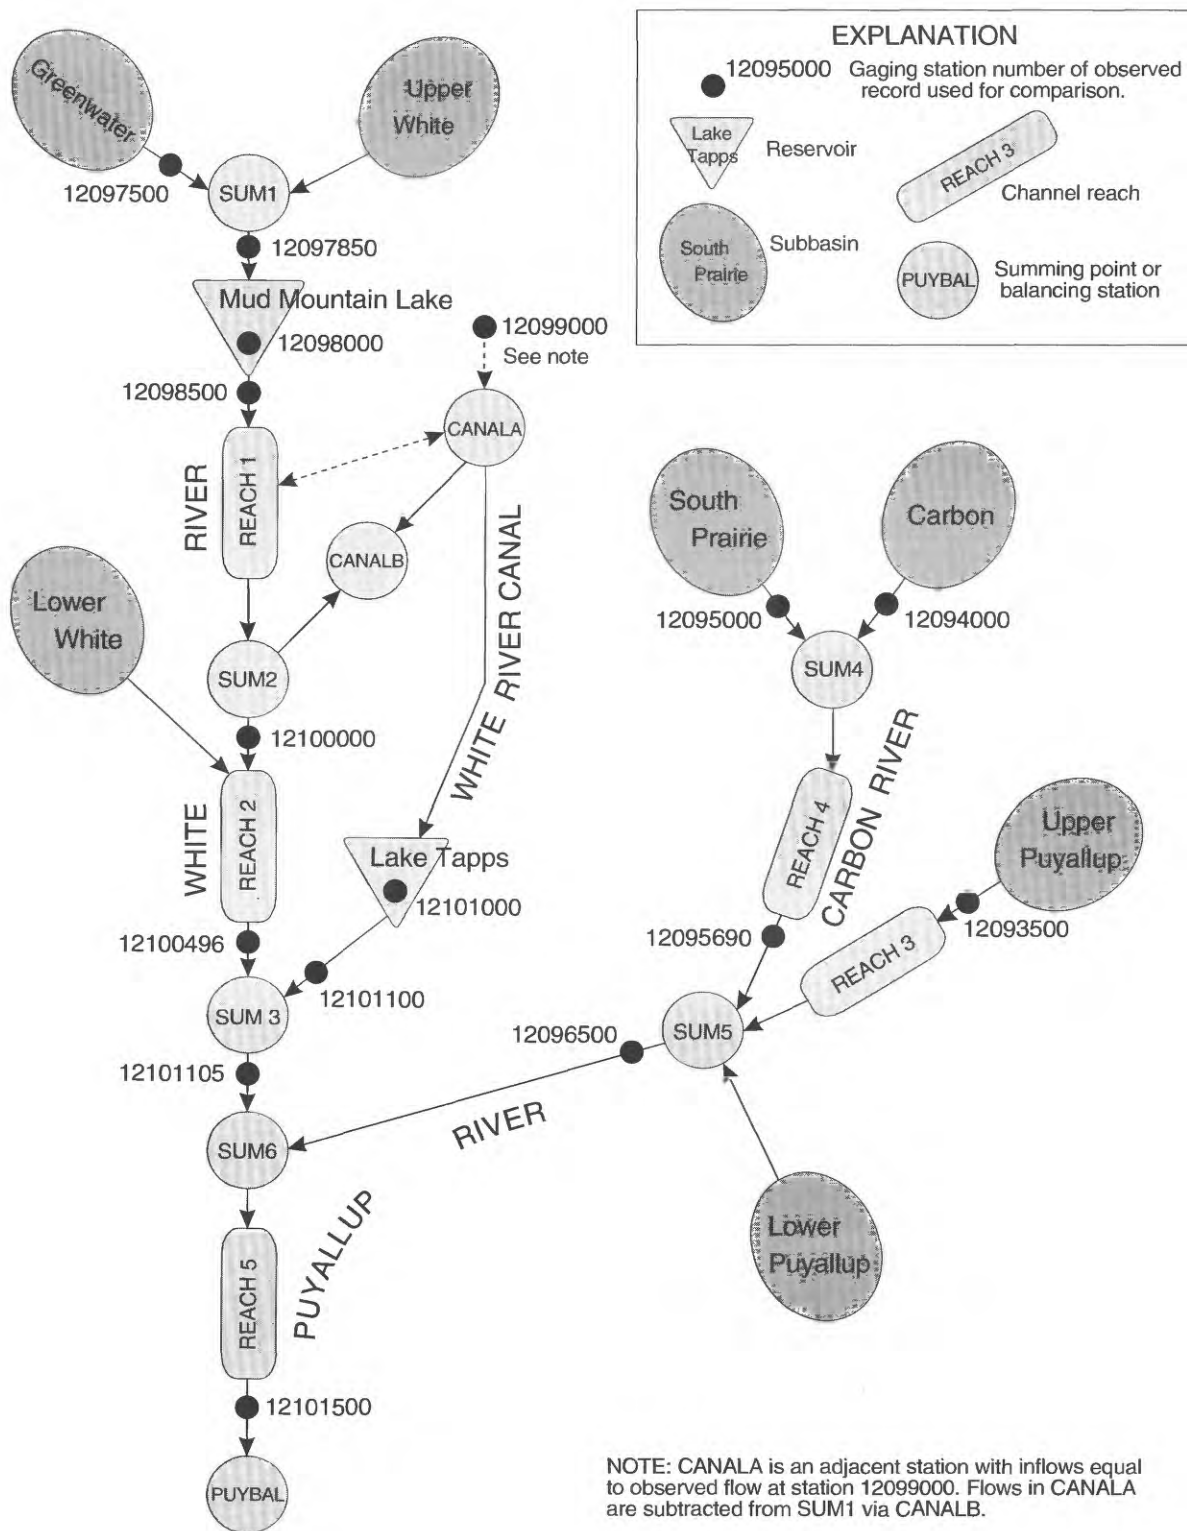 EXPLANATION
12095000 Gaging station number of observed
record used for comparison.
Lake
Tapps
Reservoir
REACH 3
Channel reach
South
Prairie
Subbasin
PUYBAL
Summing point or
balancing station
Greenwater
Upper
White
12097500
SUM1
12097850
Mud Mountain Lake
12098000
12099000
See note
12098500
CANALA
REACH 1
RIVER
CANALB
WHITE RIVER CANAL
Lower
White
SUM2
12100000
WHITE
REACH 2
Lake Tapps
12101000
12100496
12101100
SUM 3
12101105
South
Prairie
Carbon
12095000
12094000
SUM4
CARBON RIVER
REACH 4
Upper
Puyallup
12093500
12095690
REACH 3
12096500
SUM5
RIVER
SUM6
Lower
Puyallup
PUYALLUP
REACH 5
12101500
PUYBAL
NOTE: CANALA is an adjacent station with inflows equal
to observed flow at station 12099000. Flows in CANALA
are subtracted from SUM1 via CANALB.